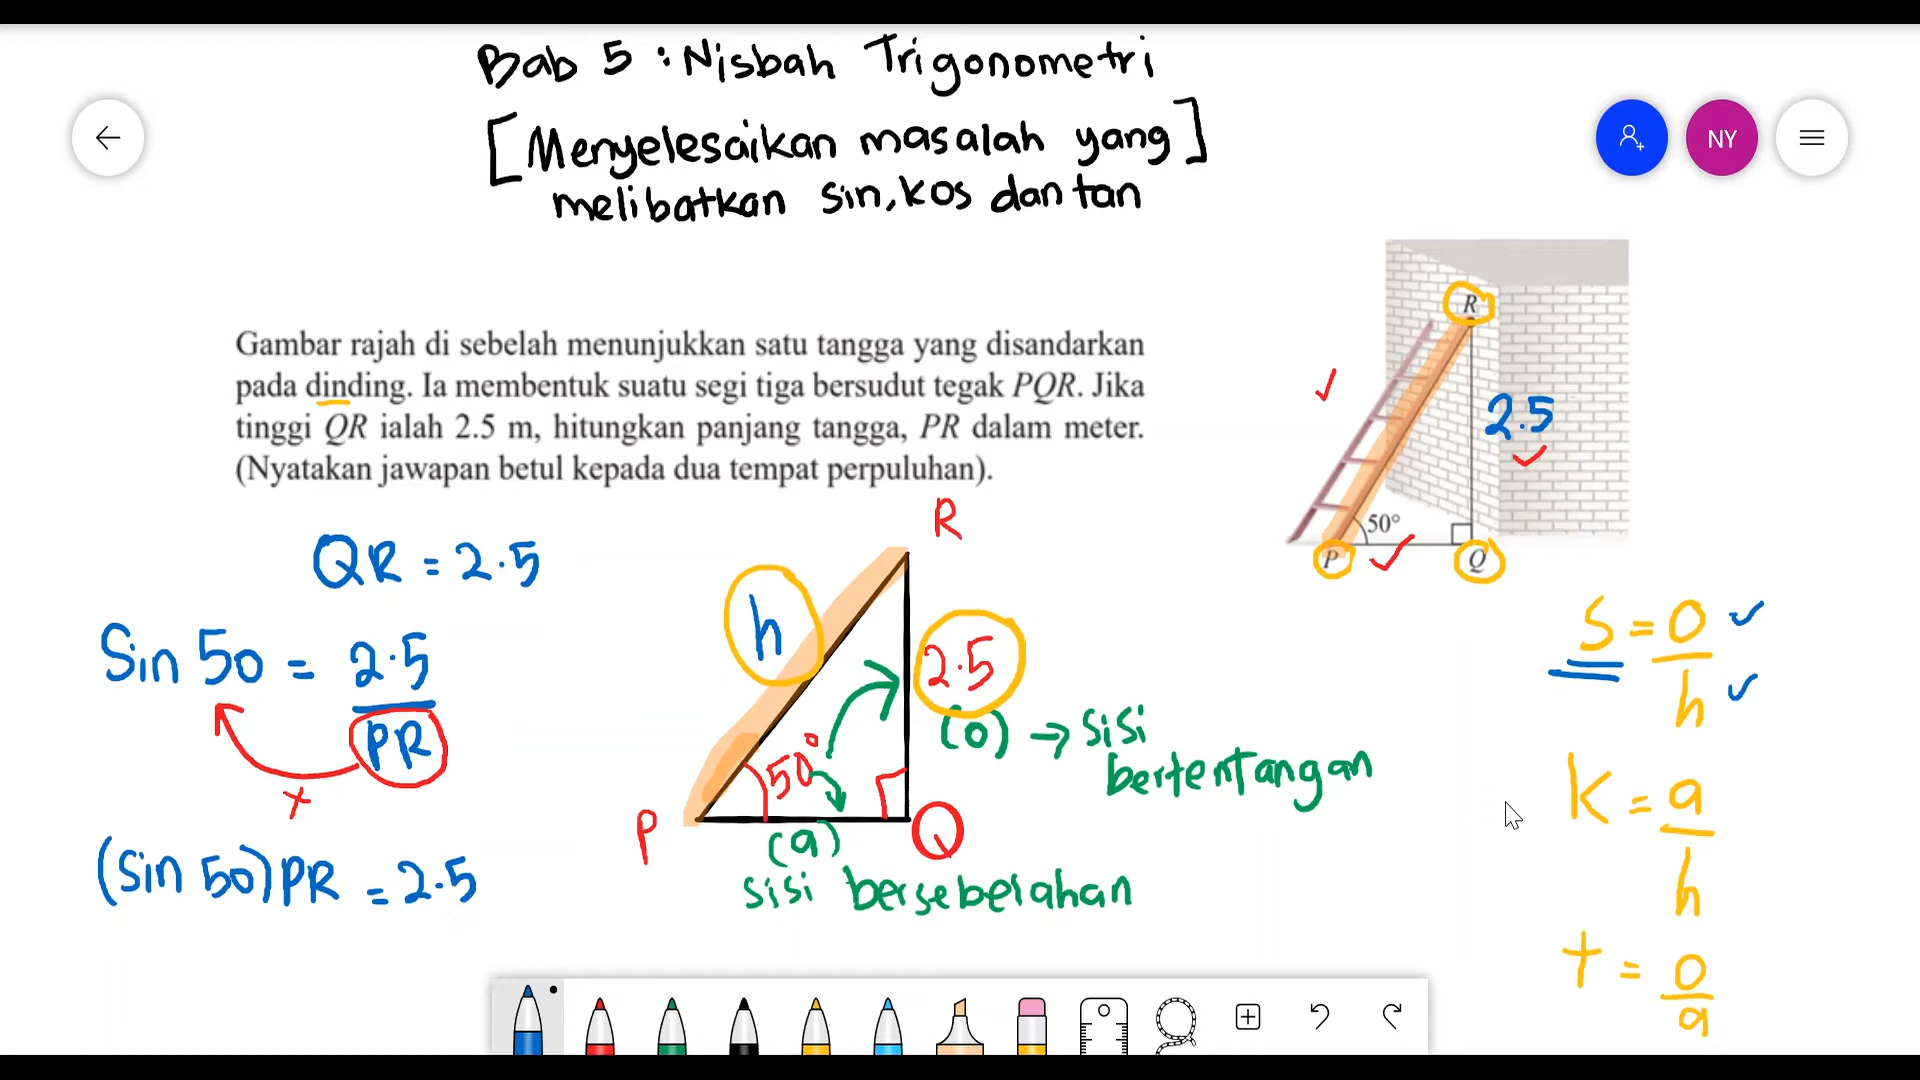 Bab 5 : Nisbah Trigonometri
[Menyelesaikan masalah yang]
melibatkan sin, kos dan tan
NY
Gambar rajah di sebelah menunjukkan satu tangga yang disandarkan
pada dinding. Ia membentuk suatu segi tiga bersudut tegak PQR. Jika
tinggi QR ialah 2.5 m, hitungkan panjang tangga, PR dalam meter.
(Nyatakan jawapan betul kepada dua tempat perpuluhan).
R
2.5
50°
P
Q
QR = 2.5
Sin 50 = 2.5
PR
x
(sin 50)PR = 2.5
R
h
2.5
(o) → sisi
bertentangan
50°
P
Q
(a)
sisi bersebelahan
S = o
h
k = a
h
t = o
a